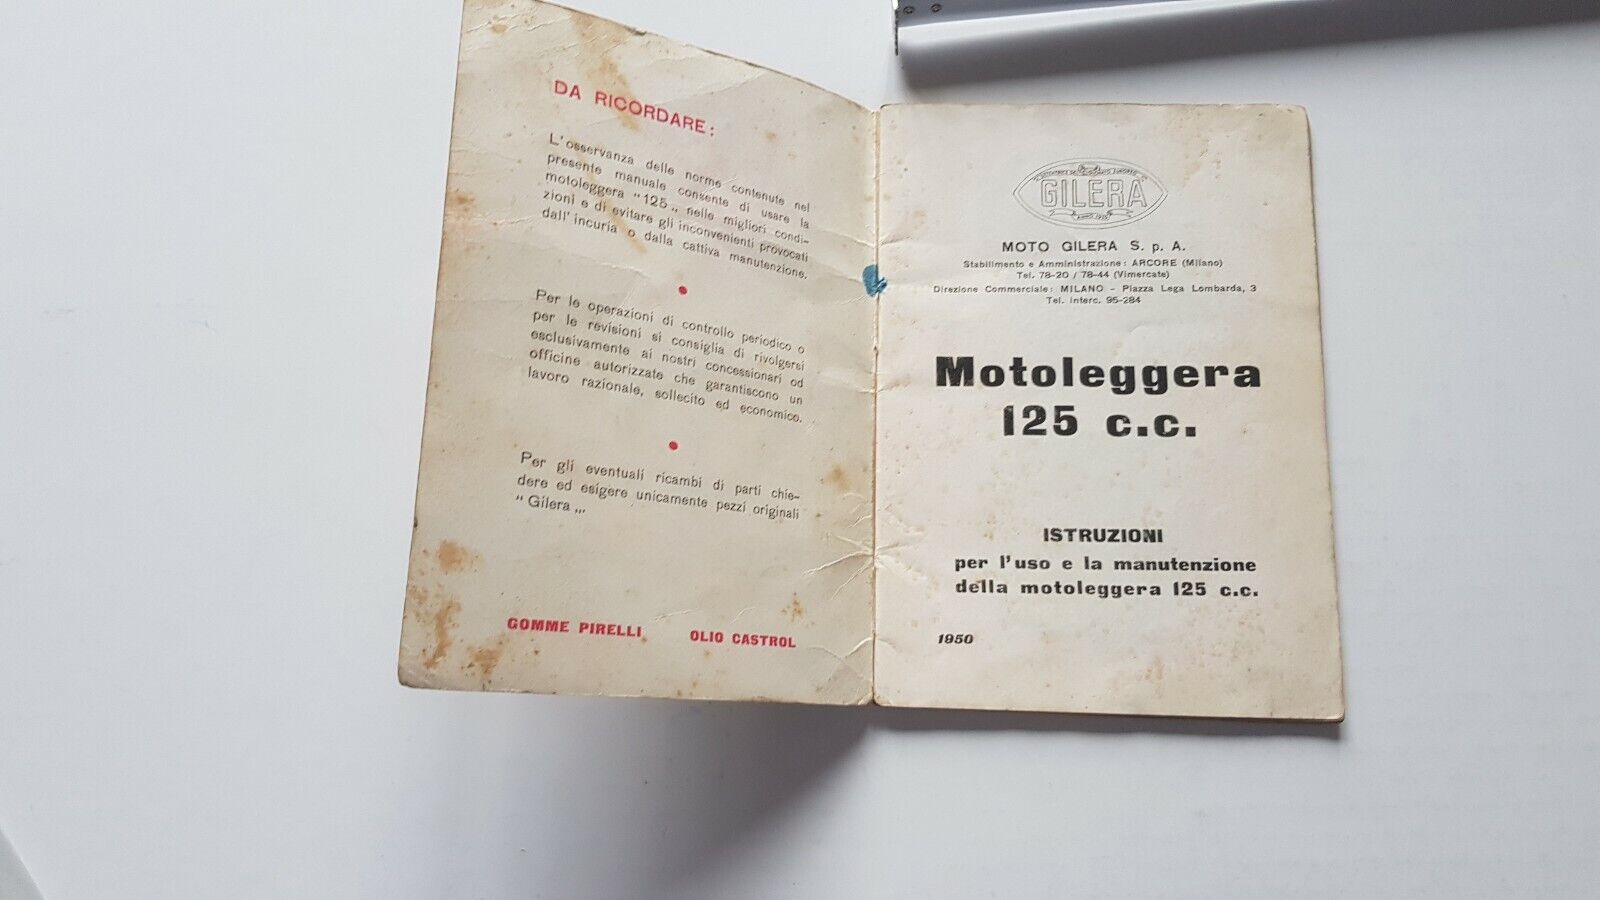 DA RICORDARE:
L'osservanza delle norme contenute nel
presente manuale consente di usare la
motoleggera "125„ nelle migliori condi-
zioni e di evitare gli inconvenienti provocati
dall'incuria o dalla cattiva manutenzione.
Per le operazioni di controllo periodico o
per le revisioni si consiglia di rivolgersi
esclusivamente ai nostri concessionari od
officine autorizzate che garantiscono un
lavoro razionale, sollecito ed economico.
Per gli eventuali ricambi di parti chie-
dere ed esigere unicamente pezzi originali
"Gilera„.
GOMME PIRELLI OLIO CASTROL
GILERA
MOTO GILERA S. p. A.
Stabilimento e Amministrazione: ARCORE (Milano)
Tel. 78-20 / 78-44 (Vimercate)
Direzione Commerciale: MILANO - Piazza Lega Lombarda, 3
Tel. interc. 95-284
Motoleggera
125 c.c.
ISTRUZIONI
per l'uso e la manutenzione
della motoleggera 125 c.c.
1950